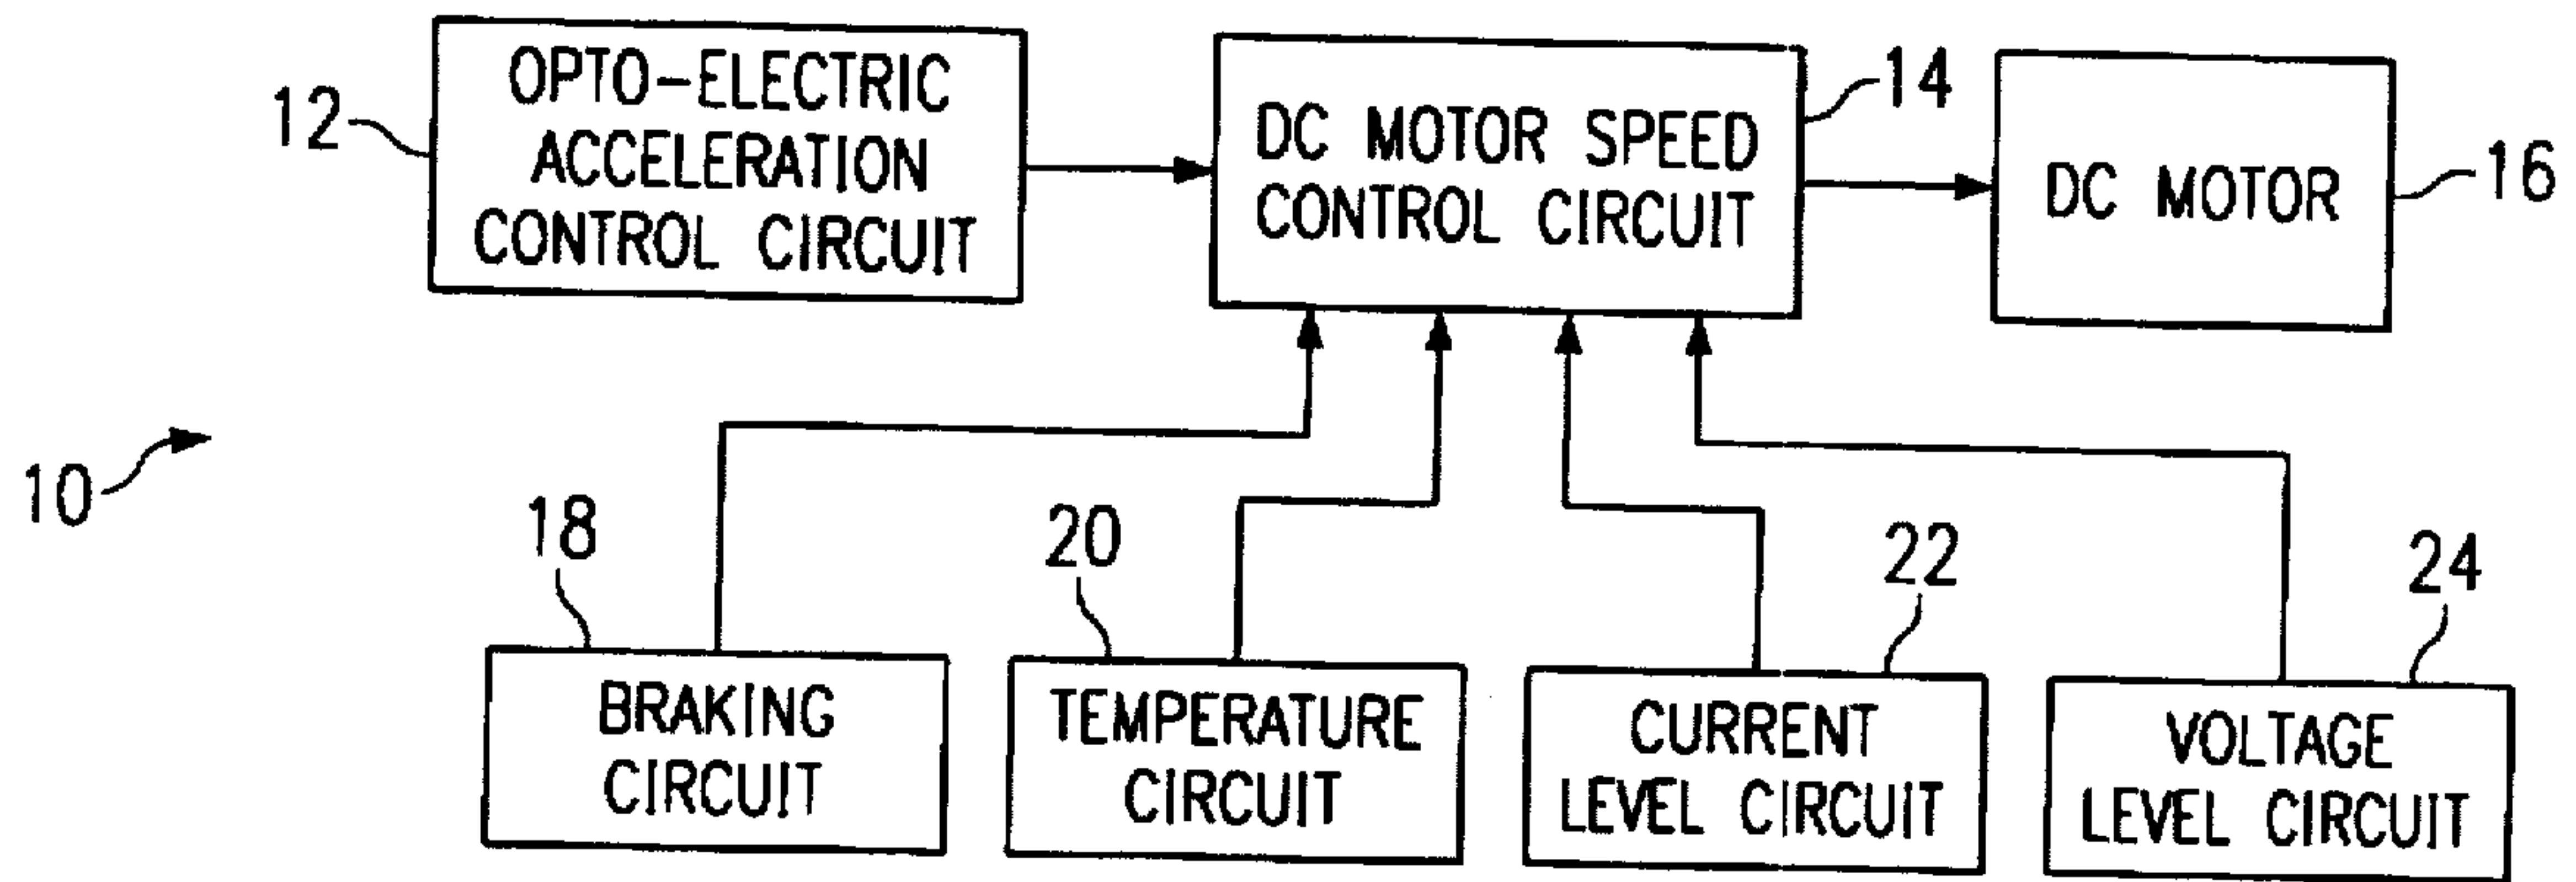 12
OPTO-ELECTRIC
ACCELERATION
CONTROL CIRCUIT
DC MOTOR SPEED
CONTROL CIRCUIT
14
DC MOTOR
16
10
18
BRAKING
CIRCUIT
20
TEMPERATURE
CIRCUIT
22
CURRENT
LEVEL CIRCUIT
24
VOLTAGE
LEVEL CIRCUIT